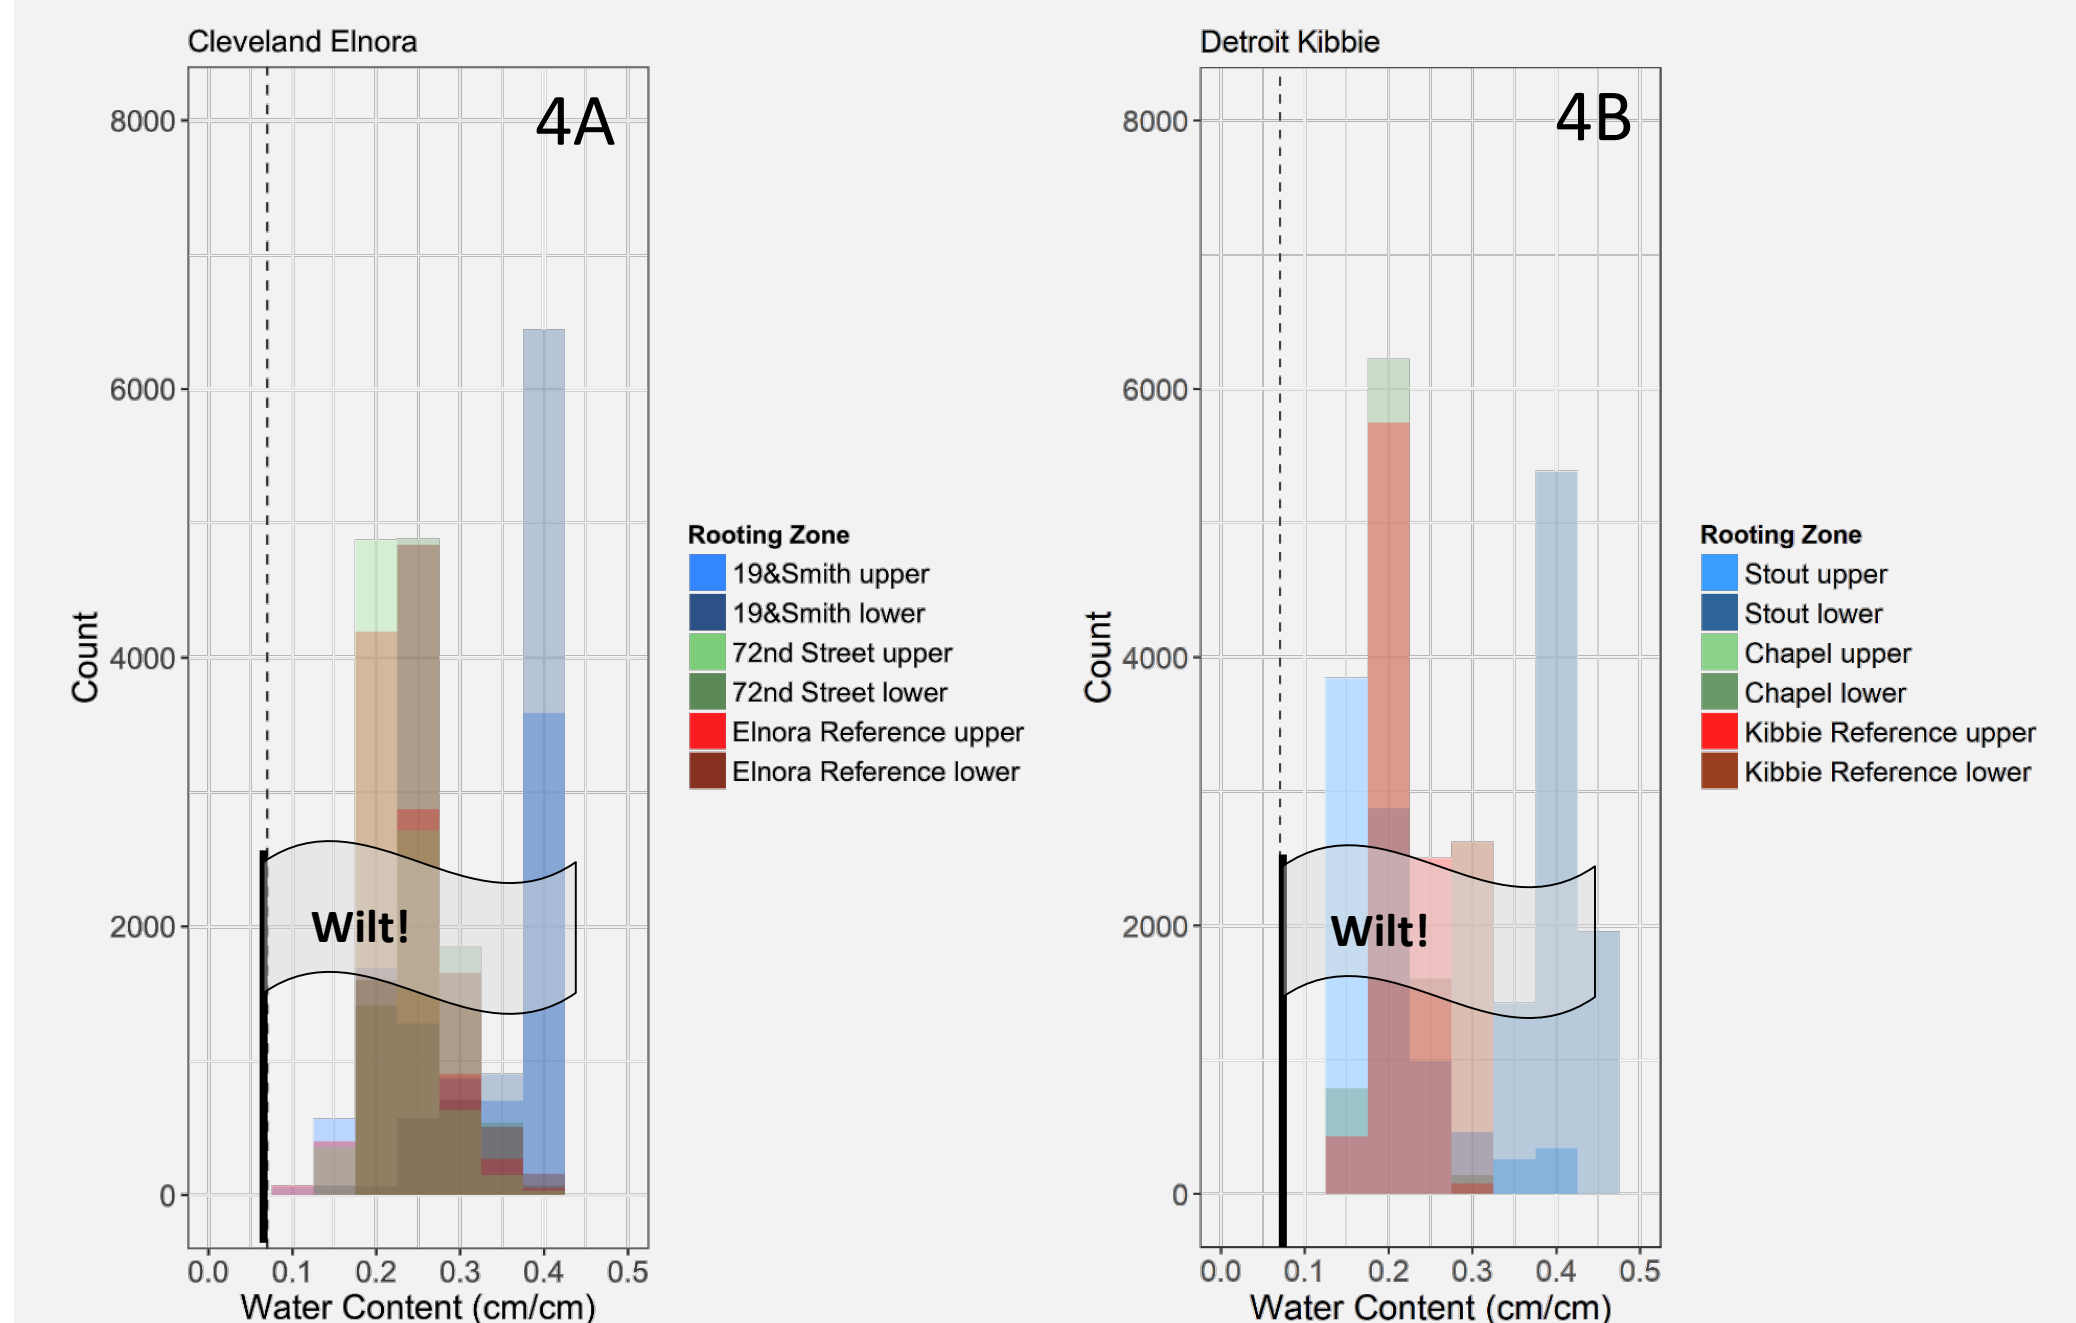 Cleveland Elnora
4A
8000
6000
4000
2000
0
Count
Wilt!
0.0 0.1 0.2 0.3 0.4 0.5
Water Content (cm/cm)
Rooting Zone
19&Smith upper
19&Smith lower
72nd Street upper
72nd Street lower
Elnora Reference upper
Elnora Reference lower
Detroit Kibbie
4B
8000
6000
4000
2000
0
Count
Wilt!
0.0 0.1 0.2 0.3 0.4 0.5
Water Content (cm/cm)
Rooting Zone
Stout upper
Stout lower
Chapel upper
Chapel lower
Kibbie Reference upper
Kibbie Reference lower